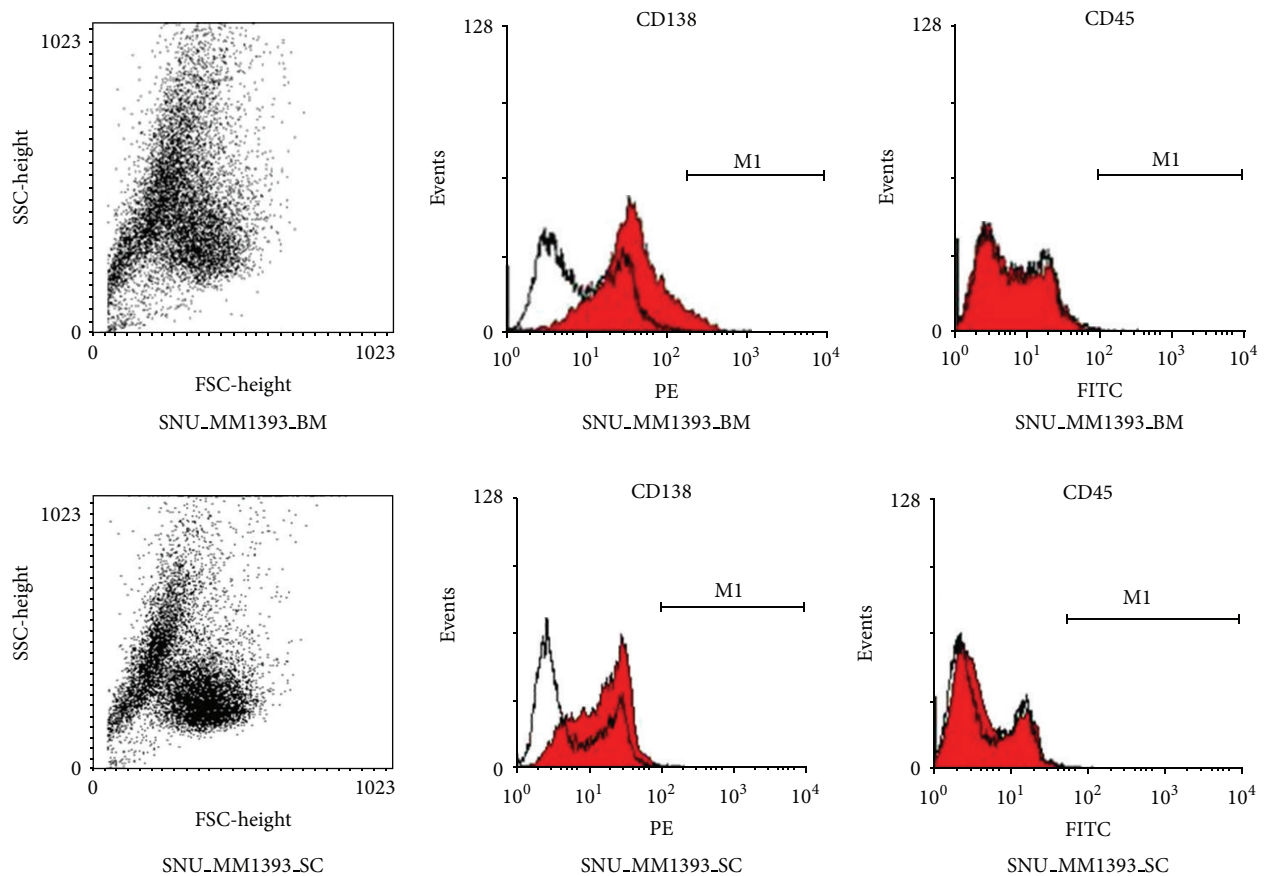 1023
0
SSC-height
0 1023
FSC-height
SNU_MM1393_BM
CD138
128
0
Events
M1
10^0 10^1 10^2 10^3 10^4
PE
SNU_MM1393_BM
CD45
128
0
Events
M1
10^0 10^1 10^2 10^3 10^4
FITC
SNU_MM1393_BM
1023
0
SSC-height
0 1023
FSC-height
SNU_MM1393_SC
CD138
128
0
Events
M1
10^0 10^1 10^2 10^3 10^4
PE
SNU_MM1393_SC
CD45
128
0
Events
M1
10^0 10^1 10^2 10^3 10^4
FITC
SNU_MM1393_SC